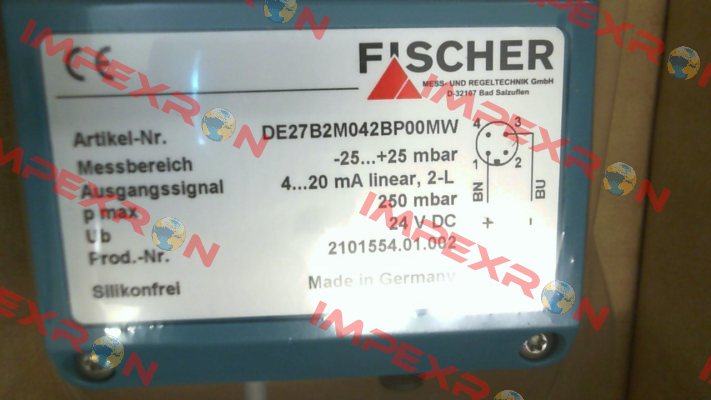 CE
FISCHER
MESS- UND REGELTECHNIK GmbH
D-32107 Bad Salzuflen
Artikel-Nr. DE27B2M042BP00MW
Messbereich -25...+25 mbar
Ausgangssignal 4...20 mA linear, 2-L
p max 250 mbar
Ub 24 V DC
Prod.-Nr. 2101554.01.002
Silikonfrei Made in Germany
4 3
1 2
BN BU
+ -
IMPEXRON
IMPEXRON
IMPEXRON
IMPEXRON
IMPEXRON
IMPEXRON